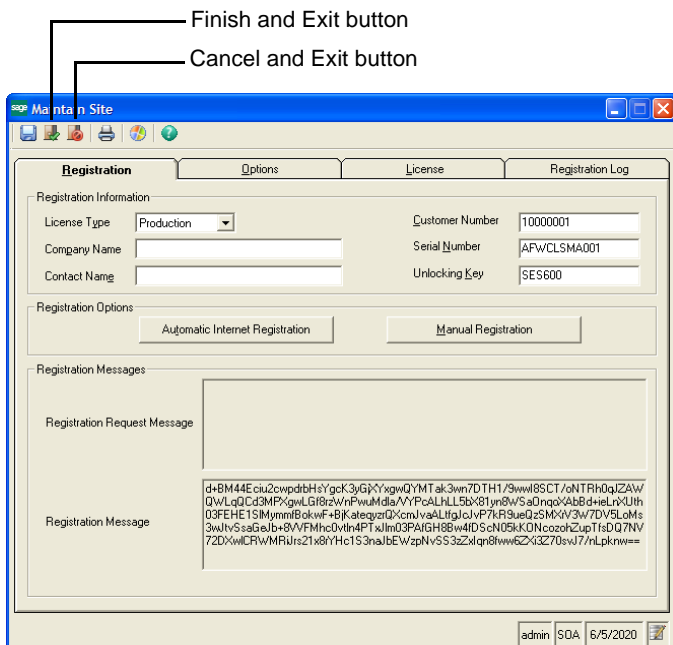 Finish and Exit button
Cancel and Exit button
sage Maintain Site
Registration Options License Registration Log
Registration Information
License Type Production Customer Number 10000001
Company Name Serial Number AFWCLSMA001
Contact Name Unlocking Key SES600
Registration Options
Automatic Internet Registration Manual Registration
Registration Messages
Registration Request Message
Registration Message
admin SOA 6/5/2020